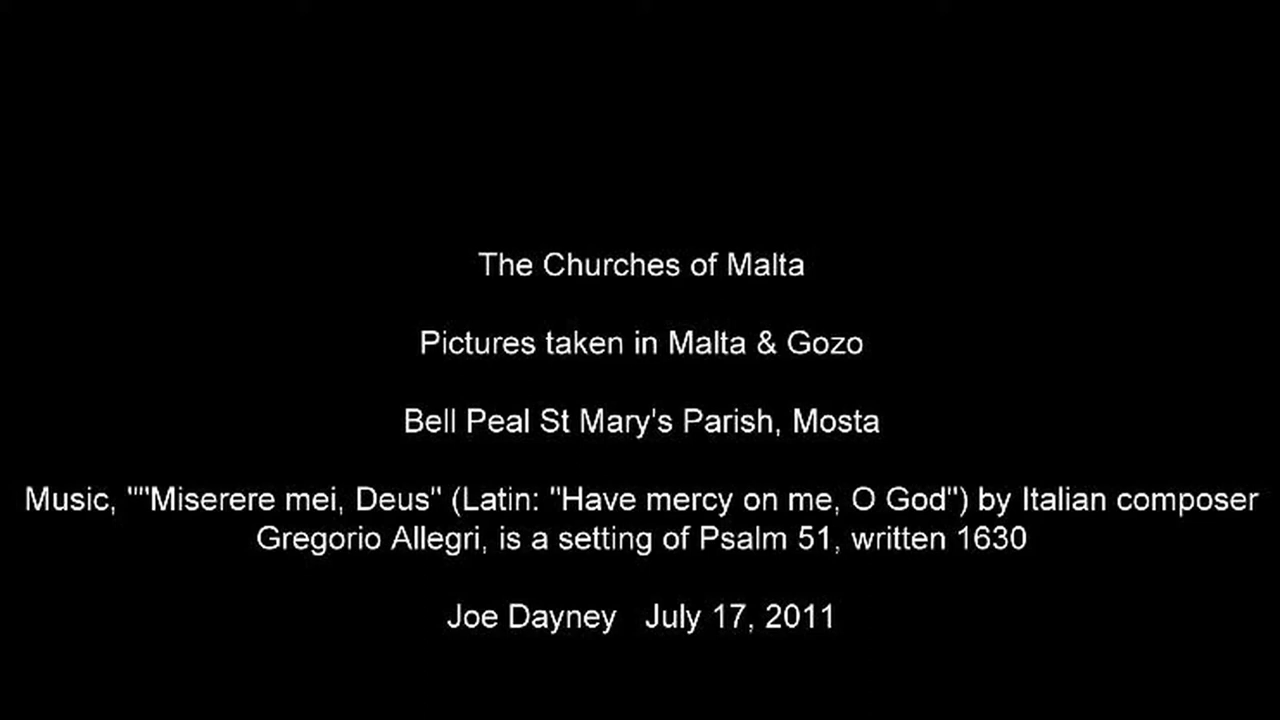 The Churches of Malta
Pictures taken in Malta & Gozo
Bell Peal St Mary's Parish, Mosta
Music, ""Miserere mei, Deus" (Latin: "Have mercy on me, O God") by Italian composer
Gregorio Allegri, is a setting of Psalm 51, written 1630
Joe Dayney   July 17, 2011